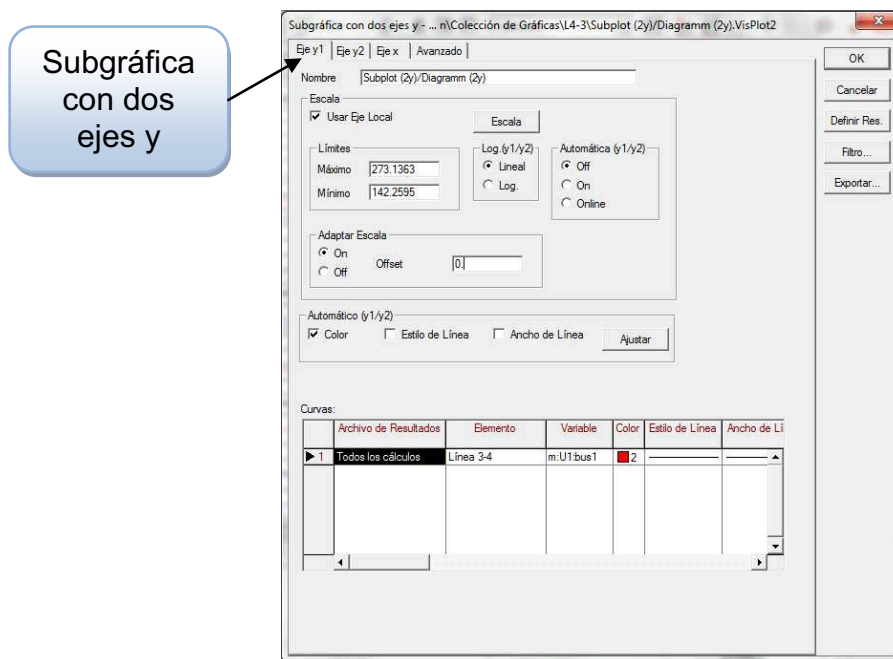 Subgráfica
con dos
ejes y
Subgráfica con dos ejes y - ... n\Colección de Gráficas\L4-3\Subplot (2y)/Diagramm (2y).VisPlot2
Eje y1 Eje y2 Eje x Avanzado
OK
Cancelar
Definir Res.
Filtro...
Exportar...
Nombre Subplot (2y)/Diagramm (2y)
Escala
Usar Eje Local Escala
Límites Log.(y1/y2) Automática (y1/y2)
Máximo 273.1363 Lineal Off
Mínimo 142.2595 Log. On
Online
Adaptar Escala
On
Off Offset 0.
Automático (y1/y2)
Color Estilo de Línea Ancho de Línea Ajustar
Curvas:
Archivo de Resultados Elemento Variable Color Estilo de Línea Ancho de Lí
1 Todos los cálculos Línea 3-4 m:U1:bus1 2